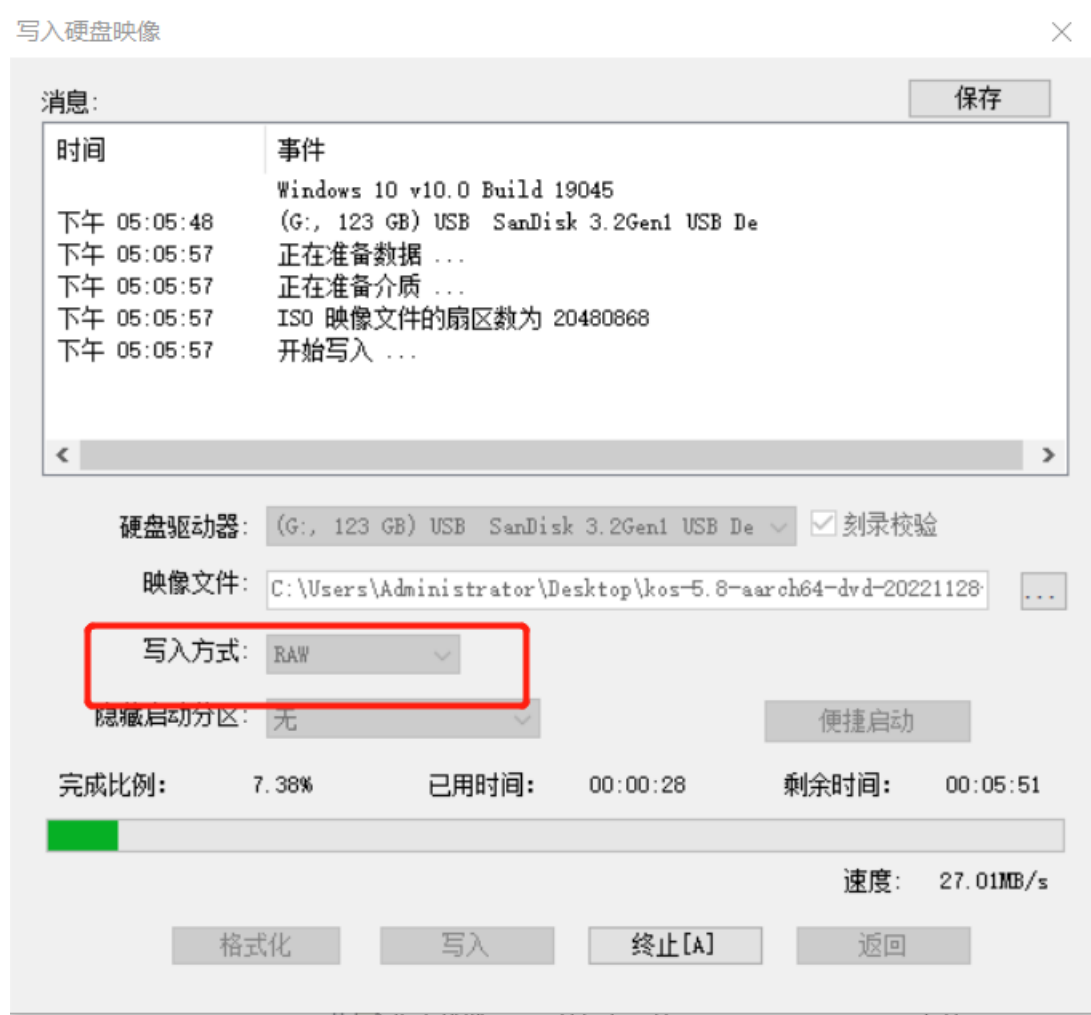 写入硬盘映像
消息:
保存
时间 事件
Windows 10 v10.0 Build 19045
下午 05:05:48 (G:, 123 GB) USB SanDisk 3.2Gen1 USB De
下午 05:05:57 正在准备数据 ...
下午 05:05:57 正在准备介质 ...
下午 05:05:57 ISO 映像文件的扇区数为 20480868
下午 05:05:57 开始写入 ...
硬盘驱动器: (G:, 123 GB) USB SanDisk 3.2Gen1 USB De 刻录校验
映像文件: C:\Users\Administrator\Desktop\kos-5.8-aarch64-dvd-20221128 ...
写入方式: RAW
隐藏启动分区: 无 便捷启动
完成比例: 7.38% 已用时间: 00:00:28 剩余时间: 00:05:51
速度: 27.01MB/s
格式化 写入 终止[A] 返回